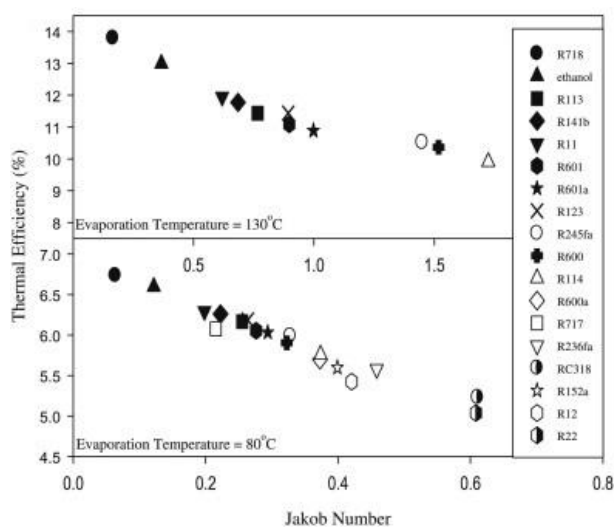 14
13
12
11
10
9
8
Evaporation Temperature = 130°C
0.5 1.0 1.5
Thermal Efficiency (%)
7.0
6.5
6.0
5.5
5.0
4.5
Evaporation Temperature = 80°C
0.0 0.2 0.4 0.6 0.8
Jakob Number
R718
ethanol
R113
R141b
R11
R601
R601a
R123
R245fa
R600
R114
R600a
R717
R236fa
RC318
R152a
R12
R22